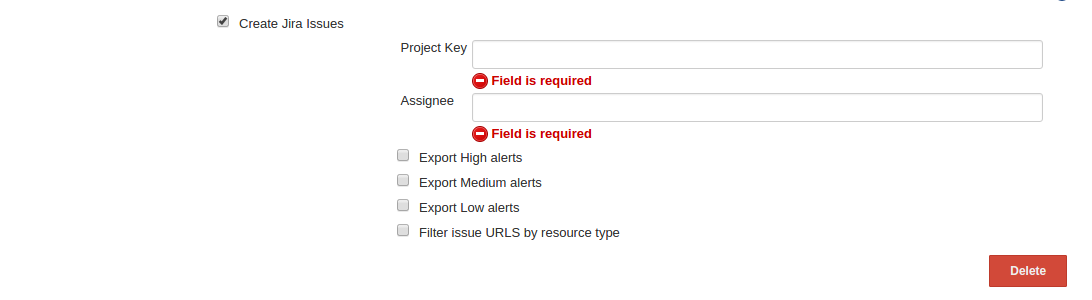 Create Jira Issues
Project Key
Field is required
Assignee
Field is required
Export High alerts
Export Medium alerts
Export Low alerts
Filter issue URLS by resource type
Delete